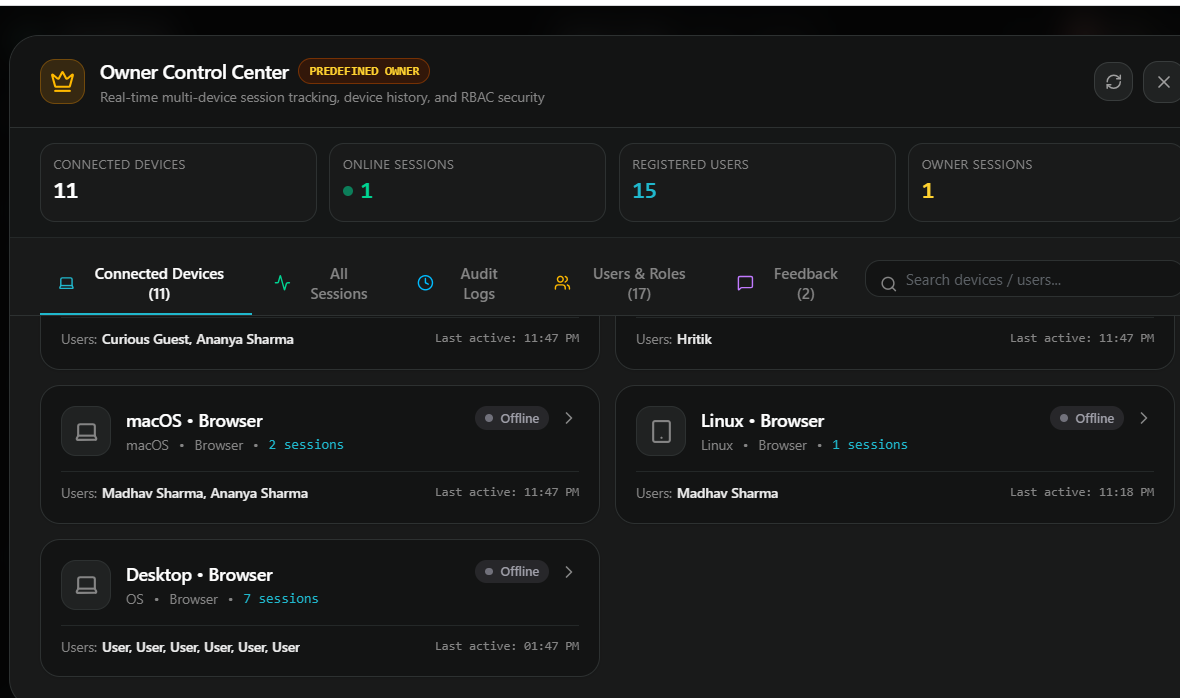 Owner Control Center PREDEFINED OWNER
Real-time multi-device session tracking, device history, and RBAC security
CONNECTED DEVICES
11
ONLINE SESSIONS
1
REGISTERED USERS
15
OWNER SESSIONS
1
Connected Devices
(11)
All
Sessions
Audit
Logs
Users & Roles
(17)
Feedback
(2)
Search devices / users...
Users: Curious Guest, Ananya Sharma Last active: 11:47 PM
Users: Hritik Last active: 11:47 PM
macOS • Browser Offline
macOS • Browser • 2 sessions
Users: Madhav Sharma, Ananya Sharma Last active: 11:47 PM
Linux • Browser Offline
Linux • Browser • 1 sessions
Users: Madhav Sharma Last active: 11:18 PM
Desktop • Browser Offline
OS • Browser • 7 sessions
Users: User, User, User, User, User, User Last active: 01:47 PM